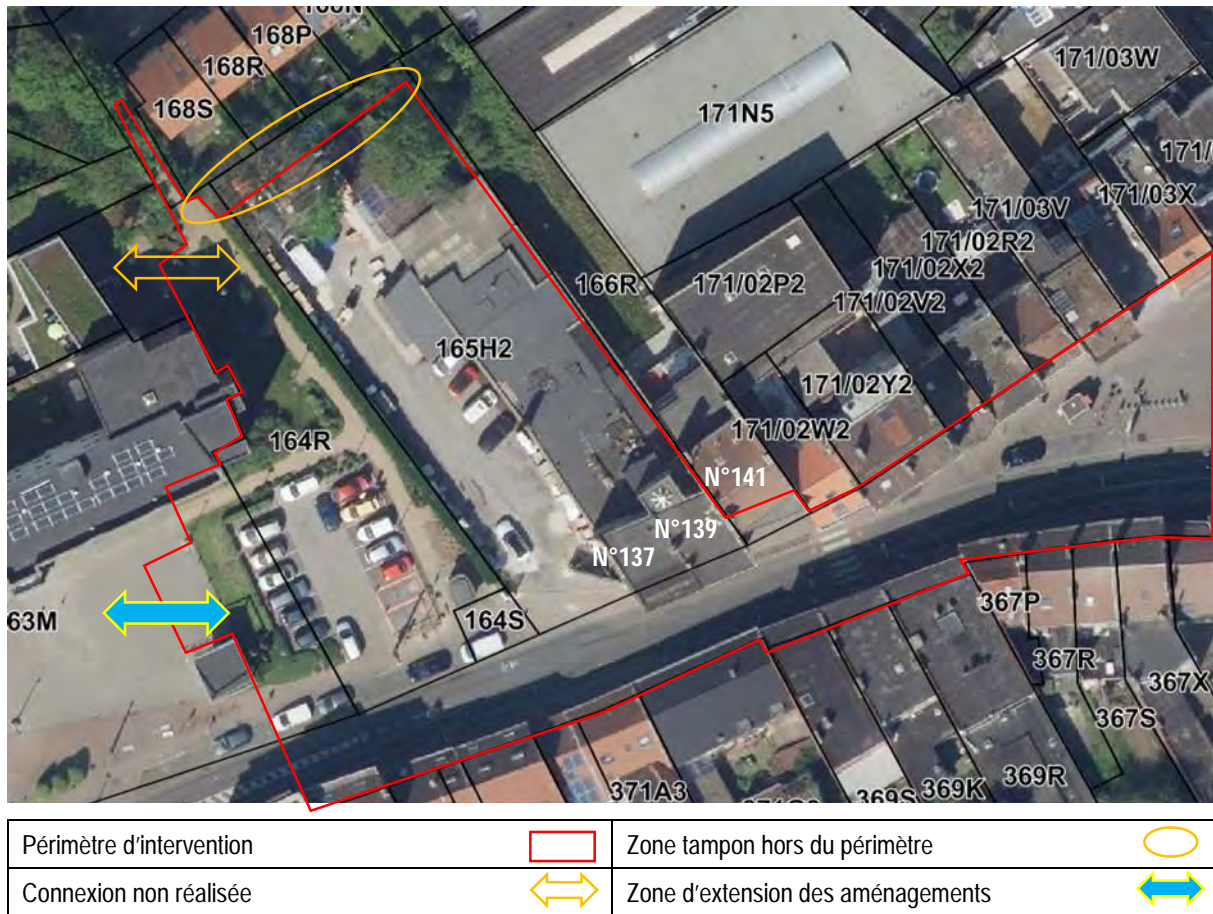 168N
168P
168R
171/03W
168S
171N5
171/
171/03X
171/03V
171/02R2
166R
171/02P2
171/02X2
171/02V2
165H2
171/02Y2
171/02W2
164R
N°141
N°139
N°137
367P
63M
164S
367R
367X
367S
371A3
369S
369K
369R
Périmètre d'intervention
Zone tampon hors du périmètre
Connexion non réalisée
Zone d'extension des aménagements